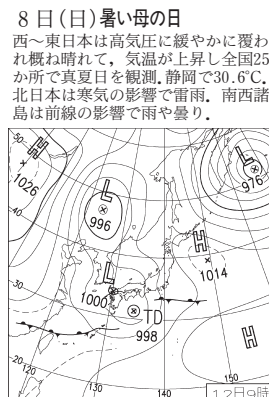 8日(日)暑い母の日
西～東日本は高気圧に緩やかに覆わ
れ概ね晴れて，気温が上昇し全国25
か所で真夏日を観測．静岡で30.6℃．
北日本は寒気の影響で雷雨．南西諸
島は前線の影響で雨や曇り．
50
H
1026
L
976
40
L
996
H
1014
30
L
1000
TD
998
H
20
120
130
140
150
12日9時